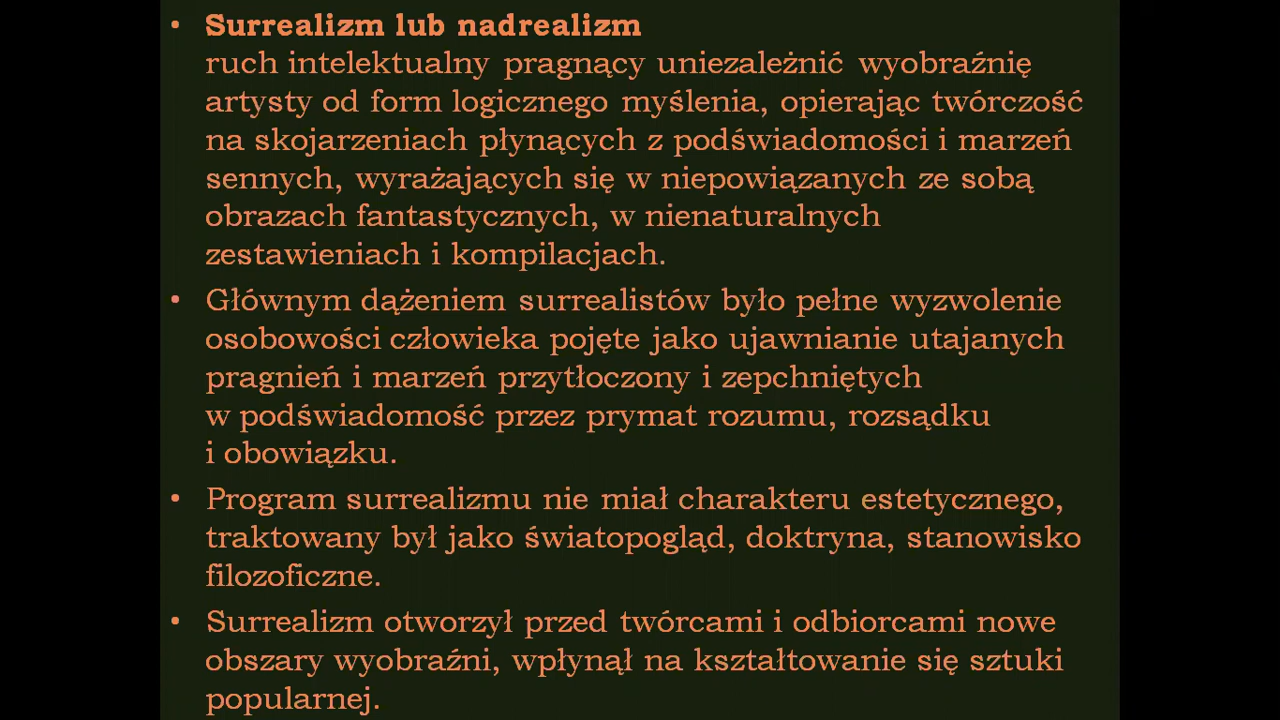 • Surrealizm lub nadrealizm
ruch intelektualny pragnący uniezależnić wyobraźnię
artysty od form logicznego myślenia, opierając twórczość
na skojarzeniach płynących z podświadomości i marzeń
sennych, wyrażających się w niepowiązanych ze sobą
obrazach fantastycznych, w nienaturalnych
zestawieniach i kompilacjach.
• Głównym dążeniem surrealistów było pełne wyzwolenie
osobowości człowieka pojęte jako ujawnianie utajanych
pragnień i marzeń przytłoczony i zepchniętych
w podświadomość przez prymat rozumu, rozsądku
i obowiązku.
• Program surrealizmu nie miał charakteru estetycznego,
traktowany był jako światopogląd, doktryna, stanowisko
filozoficzne.
• Surrealizm otworzył przed twórcami i odbiorcami nowe
obszary wyobraźni, wpłynął na kształtowanie się sztuki
popularnej.